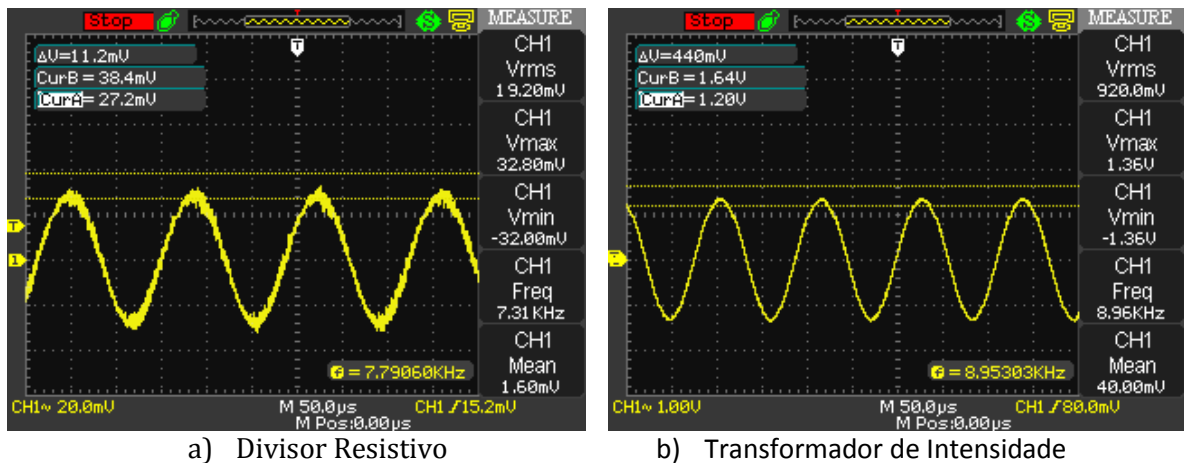 Stop
MEASURE
ΔV=11.2mV
CurB = 38.4mV
CurA = 27.2mV
T
CH1
Vrms
19.20mV
CH1
Vmax
32.80mV
CH1
Vmin
-32.00mV
CH1
Freq
7.31KHz
CH1
Mean
1.60mV
T
1
f = 7.79060KHz
CH1~ 20.0mV
M 50.0μs
CH1 ƒ15.2mV
M Pos:0.00μs
a) Divisor Resistivo
Stop
MEASURE
ΔV=440mV
CurB = 1.64V
CurA = 1.20V
T
CH1
Vrms
920.0mV
CH1
Vmax
1.36V
CH1
Vmin
-1.36V
CH1
Freq
8.96KHz
CH1
Mean
40.00mV
f = 8.95303KHz
CH1~ 1.00V
M 50.0μs
CH1 ƒ80.0mV
M Pos:0.00μs
b) Transformador de Intensidade